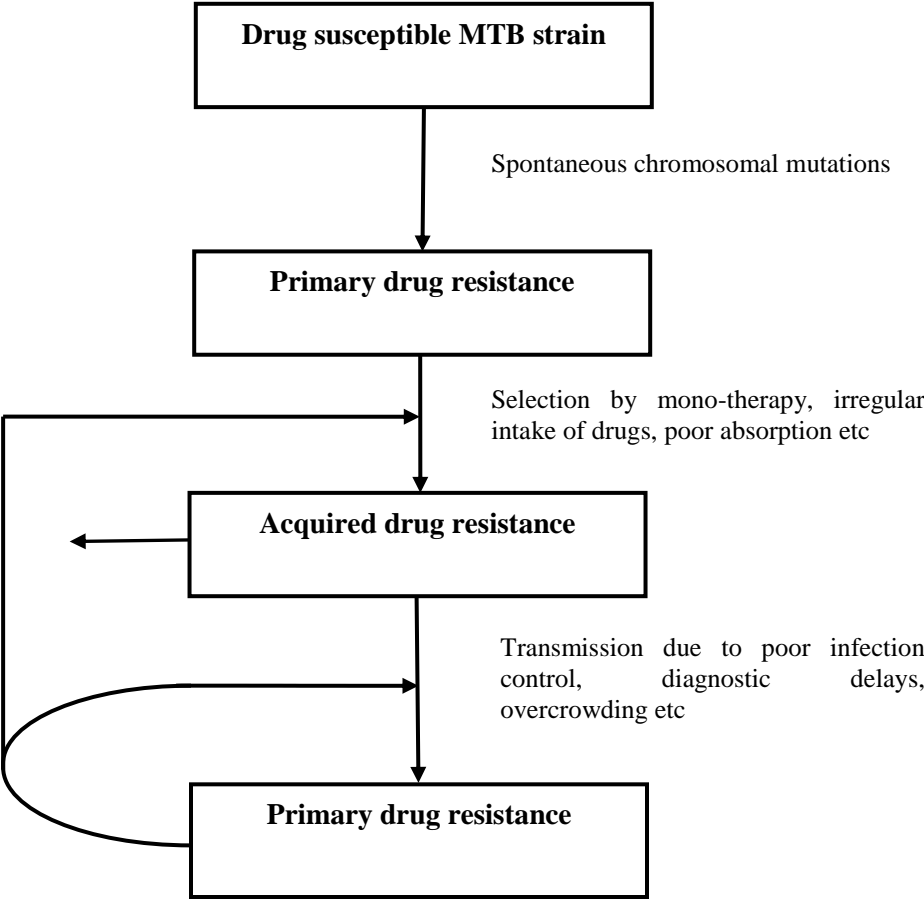 Drug susceptible MTB strain
Spontaneous chromosomal mutations
Primary drug resistance
Selection by mono-therapy, irregular
intake of drugs, poor absorption etc
Acquired drug resistance
Transmission due to poor infection
control, diagnostic delays,
overcrowding etc
Primary drug resistance